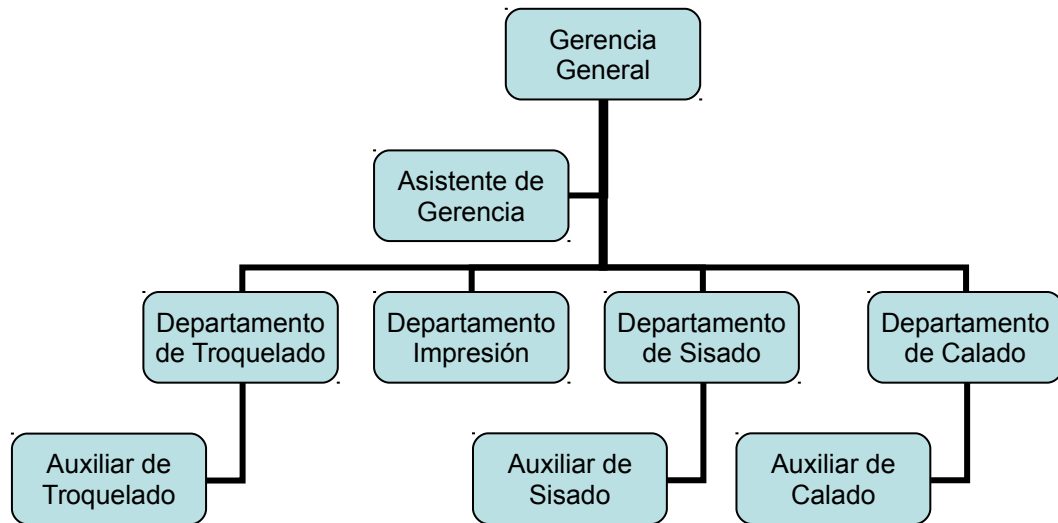 Gerencia
General
Asistente de
Gerencia
Departamento
de Troquelado
Departamento
Impresión
Departamento
de Sisado
Departamento
de Calado
Auxiliar de
Troquelado
Auxiliar de
Sisado
Auxiliar de
Calado